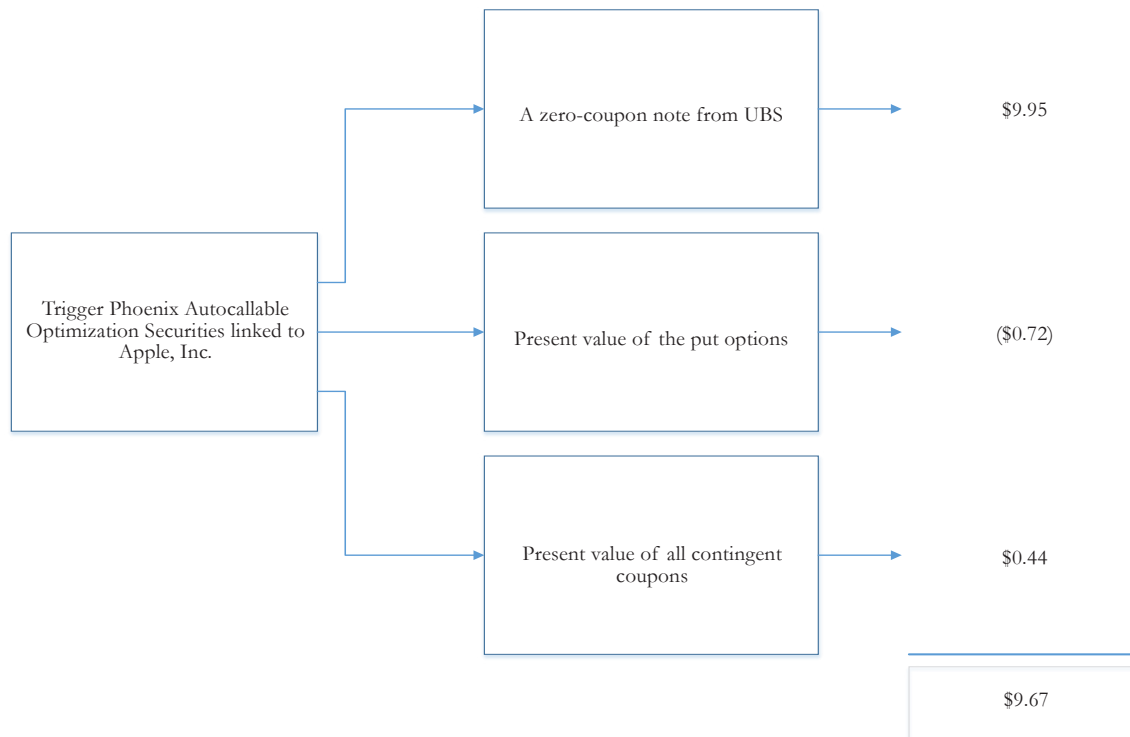 A zero-coupon note from UBS
$9.95
Trigger Phoenix Autocallable
Optimization Securities linked to
Apple, Inc.
Present value of the put options
($0.72)
Present value of all contingent
coupons
$0.44
$9.67